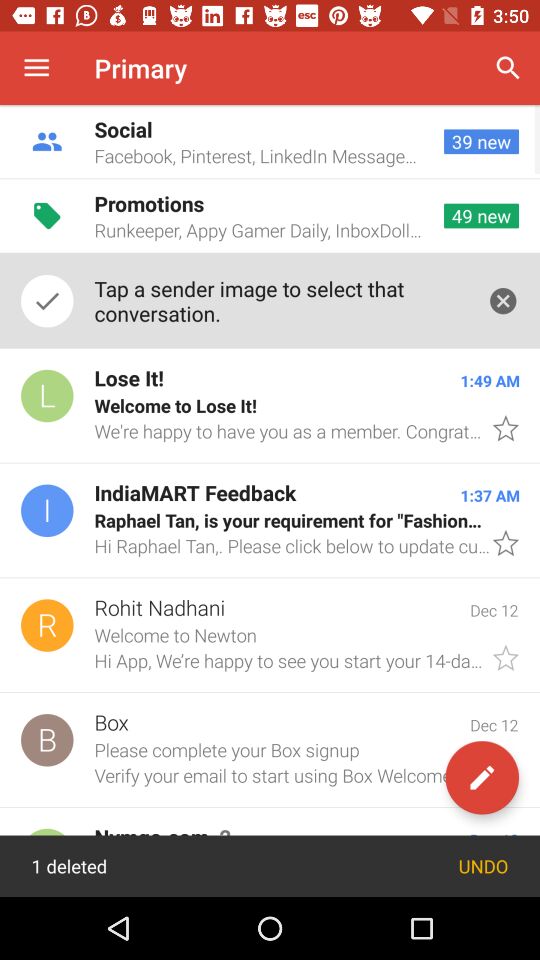 esc
3:50
Primary
Social
Facebook, Pinterest, LinkedIn Message...
39 new
Promotions
Runkeeper, Appy Gamer Daily, InboxDoll...
49 new
Tap a sender image to select that
conversation.
L
Lose It!
1:49 AM
Welcome to Lose It!
We're happy to have you as a member. Congrat...
I
IndiaMART Feedback
1:37 AM
Raphael Tan, is your requirement for "Fashion...
Hi Raphael Tan,. Please click below to update cu...
R
Rohit Nadhani
Dec 12
Welcome to Newton
Hi App, We're happy to see you start your 14-da...
B
Box
Dec 12
Please complete your Box signup
Verify your email to start using Box Welcome
1 deleted
UNDO